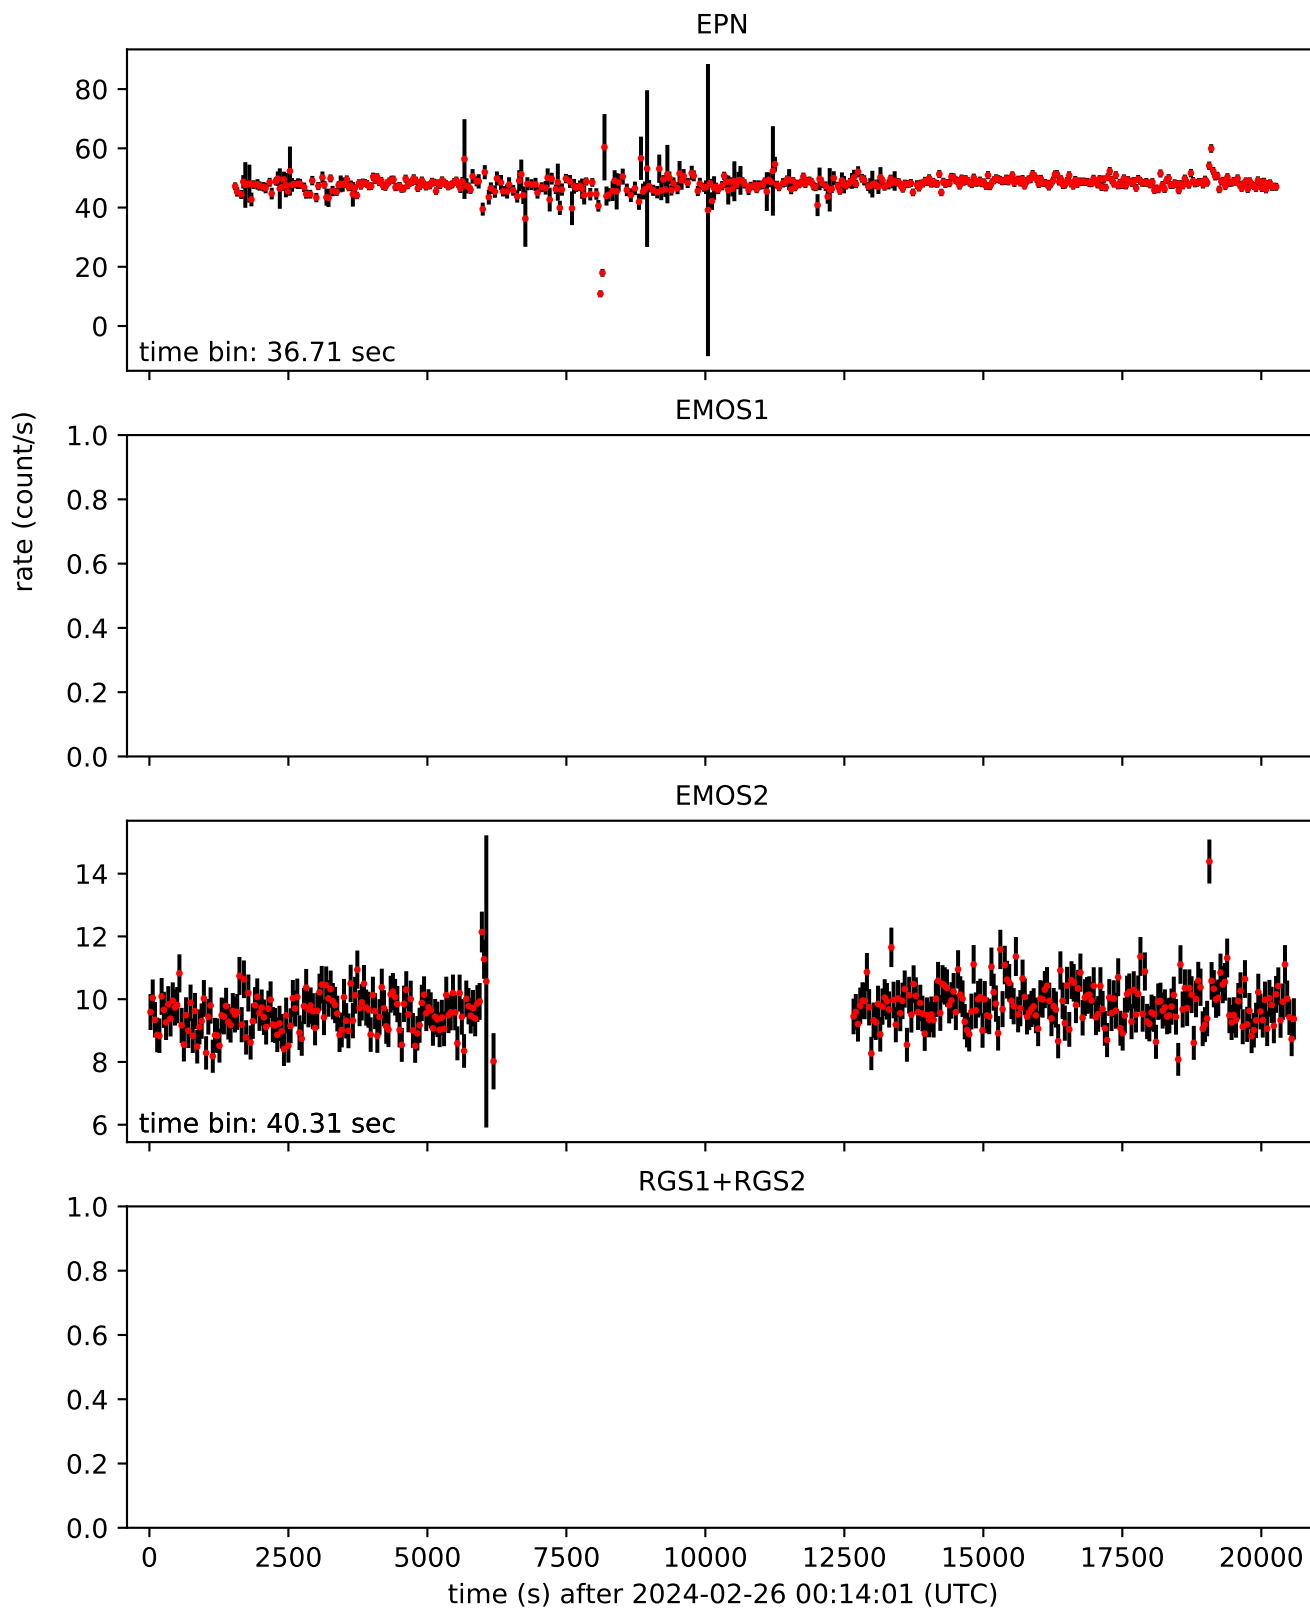 EPN
80
60
40
20
0
time bin: 36.71 sec
EMOS1
rate (count/s)
1.0
0.8
0.6
0.4
0.2
0.0
EMOS2
14
12
10
8
6
time bin: 40.31 sec
RGS1+RGS2
1.0
0.8
0.6
0.4
0.2
0.0
0 2500 5000 7500 10000 12500 15000 17500 20000
time (s) after 2024-02-26 00:14:01 (UTC)